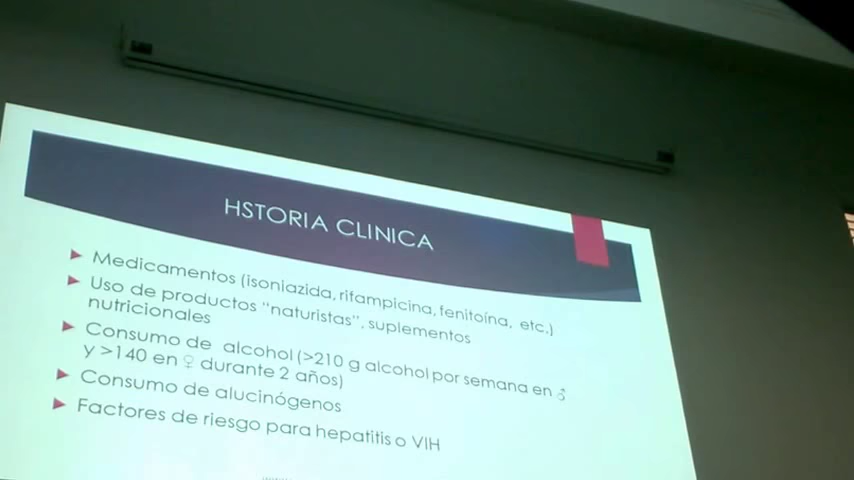 HSTORIA CLINICA
Medicamentos (isoniazida, rifampicina, fenitoína, etc.)
Uso de productos "naturistas", suplementos
nutricionales
Consumo de alcohol (>210 g alcohol por semana en ♂
y >140 en ♀ durante 2 años)
Consumo de alucinógenos
Factores de riesgo para hepatitis o VIH